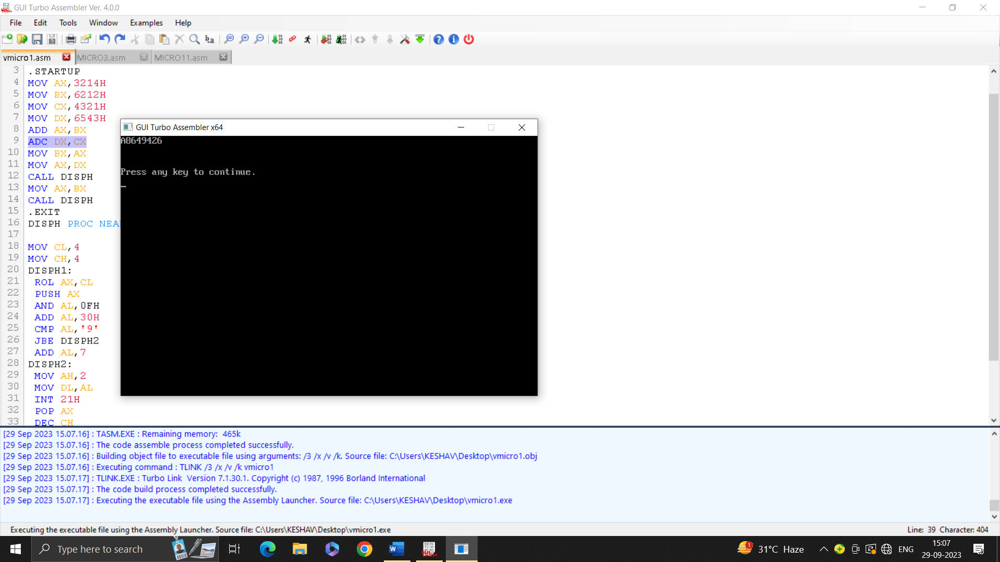 GUI Turbo Assembler Ver. 4.0.0
File Edit Tools Window Examples Help
vmicro1.asm MICRO3.asm MICRO11.asm
3 .STARTUP
4 MOV AX,3214H
5 MOV BX,6212H
6 MOV CX,4321H
7 MOV DX,6543H
8 ADD AX,BX
9 ADC DX,CX
10 MOV BX,AX
11 MOV AX,DX
12 CALL DISPH
13 MOV AX,BX
14 CALL DISPH
15 .EXIT
16 DISPH PROC NEA
17
18 MOV CL,4
19 MOV CH,4
20 DISPH1:
21 ROL AX,CL
22 PUSH AX
23 AND AL,0FH
24 ADD AL,30H
25 CMP AL,'9'
26 JBE DISPH2
27 ADD AL,7
28 DISPH2:
29 MOV AH,2
30 MOV DL,AL
31 INT 21H
32 POP AX
33 DEC CH
GUI Turbo Assembler x64
A8649426
Press any key to continue.
[29 Sep 2023 15.07.16] : TASM.EXE : Remaining memory: 465k
[29 Sep 2023 15.07.16] : The code assemble process completed successfully.
[29 Sep 2023 15.07.16] : Building object file to executable file using arguments: /3 /x /v /k. Source file: C:\Users\KESHAV\Desktop\vmicro1.obj
[29 Sep 2023 15.07.16] : Executing command : TLINK /3 /x /v /k vmicro1
[29 Sep 2023 15.07.17] : TLINK.EXE : Turbo Link Version 7.1.30.1. Copyright (c) 1987, 1996 Borland International
[29 Sep 2023 15.07.17] : The code build process completed successfully.
[29 Sep 2023 15.07.17] : Executing the executable file using the Assembly Launcher. Source file: C:\Users\KESHAV\Desktop\vmicro1.exe
Executing the executable file using the Assembly Launcher. Source file: C:\Users\KESHAV\Desktop\vmicro1.exe
Line: 39 Character: 404
Type here to search
1
31°C Haze
ENG
15:07
29-09-2023